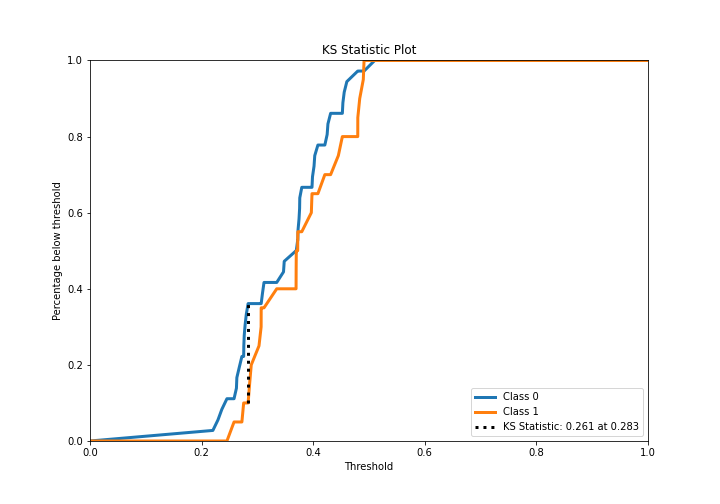 KS Statistic Plot
Percentage below threshold
1.0
0.8
0.6
0.4
0.2
0.0
0.0 0.2 0.4 0.6 0.8 1.0
Threshold
Class 0
Class 1
KS Statistic: 0.261 at 0.283